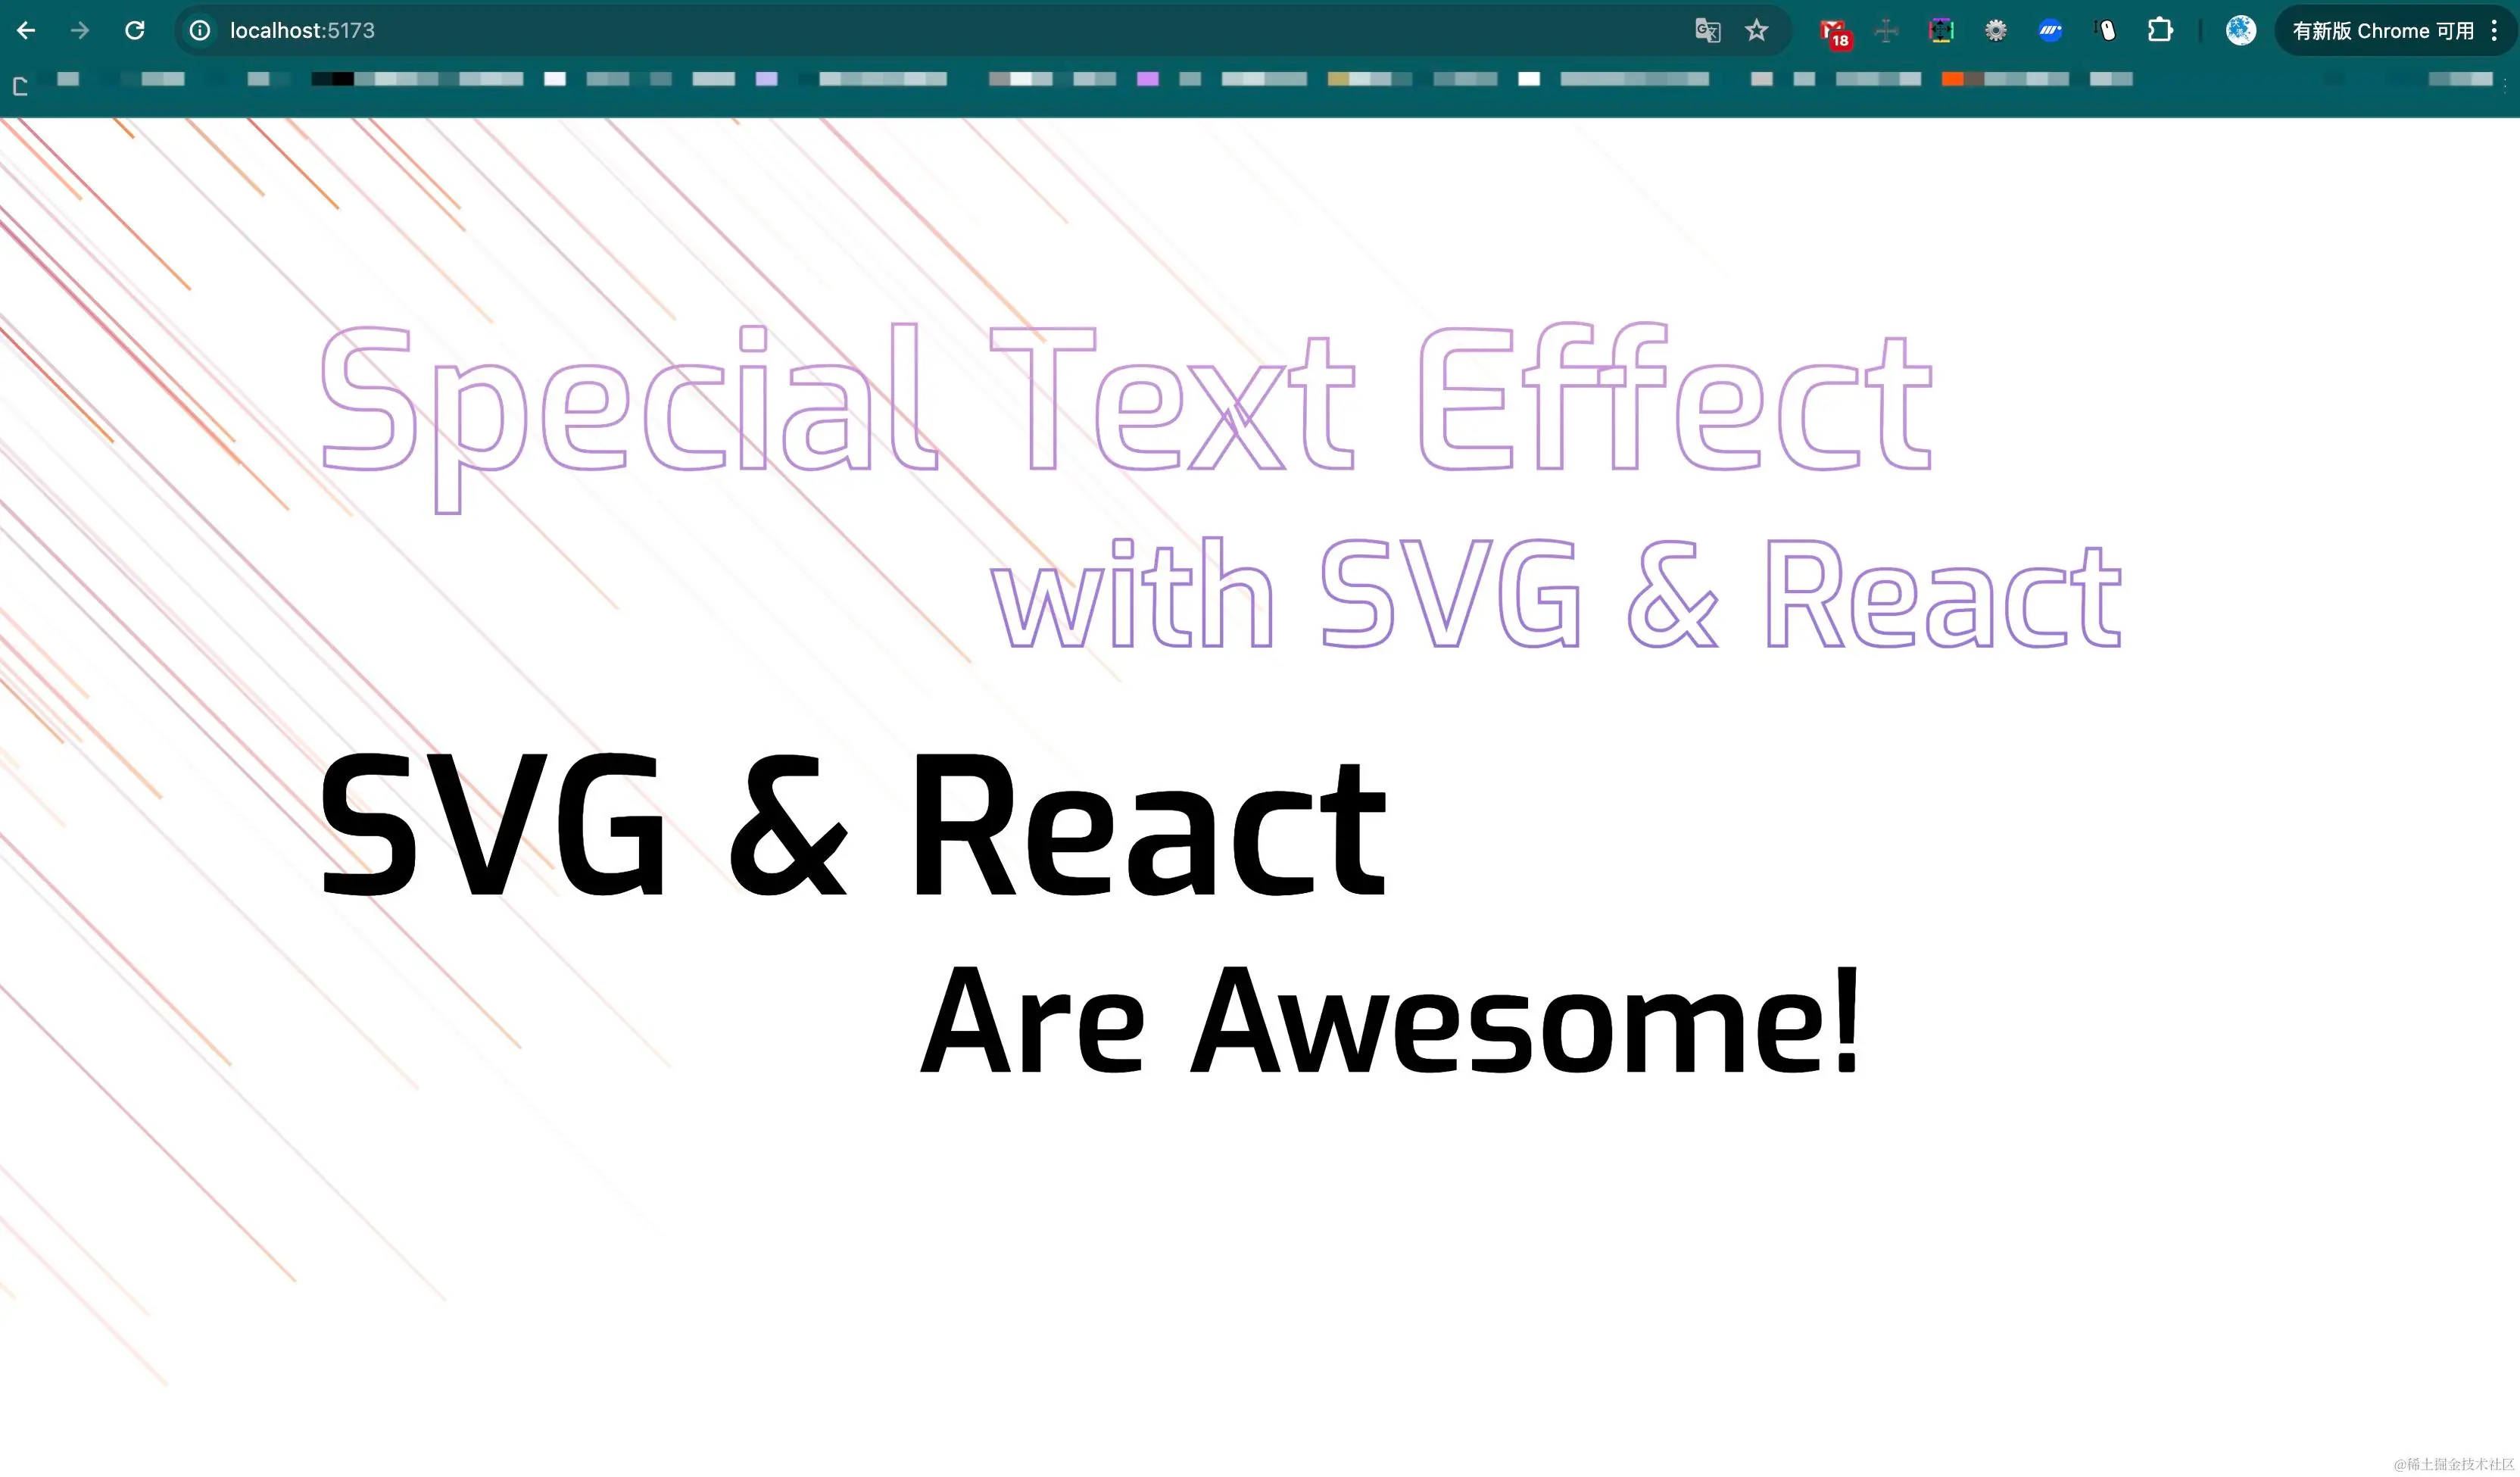 localhost:5173
18
有新版 Chrome 可用
Special Text Effect
with SVG & React
SVG & React
Are Awesome!
@稀土掘金技术社区